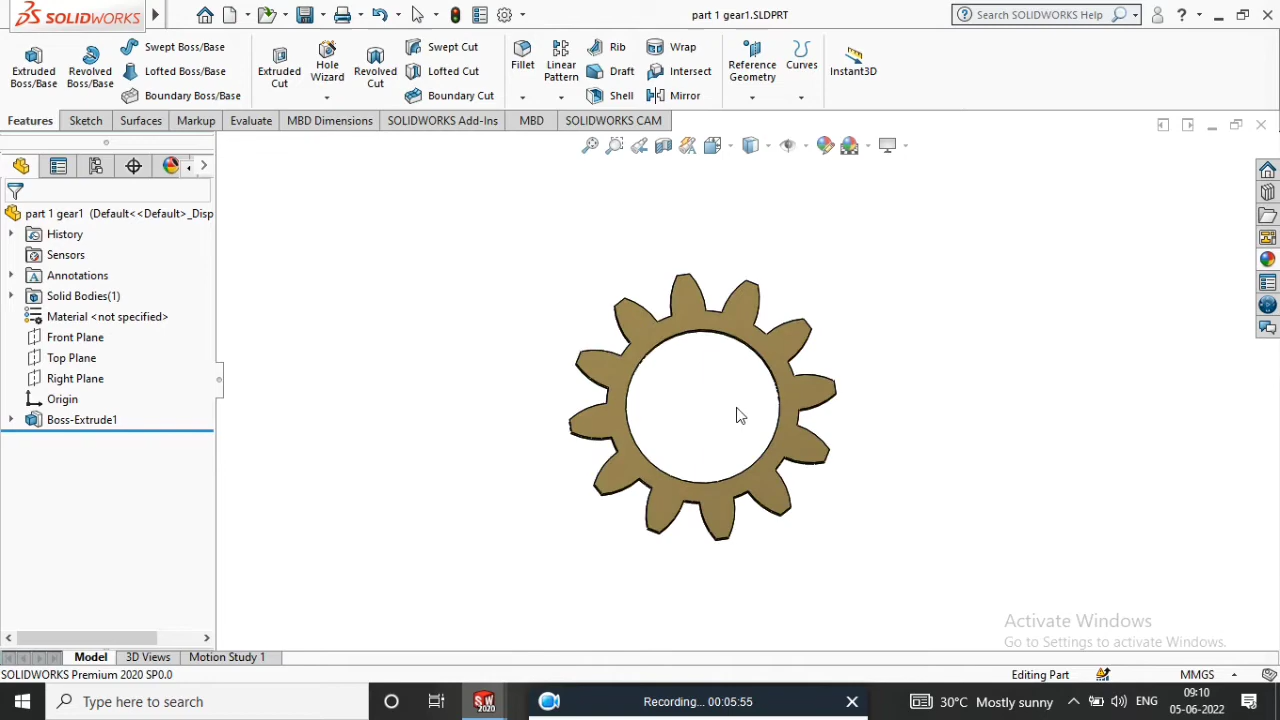 SOLIDWORKS
part 1 gear1.SLDPRT
Search SOLIDWORKS Help
Extruded Boss/Base
Revolved Boss/Base
Swept Boss/Base
Lofted Boss/Base
Boundary Boss/Base
Extruded Cut
Hole Wizard
Revolved Cut
Swept Cut
Lofted Cut
Boundary Cut
Fillet
Linear Pattern
Rib
Draft
Shell
Wrap
Intersect
Mirror
Reference Geometry
Curves
Instant3D
Features
Sketch
Surfaces
Markup
Evaluate
MBD Dimensions
SOLIDWORKS Add-Ins
MBD
SOLIDWORKS CAM
part 1 gear1 (Default<<Default>_Disp
History
Sensors
Annotations
Solid Bodies(1)
Material <not specified>
Front Plane
Top Plane
Right Plane
Origin
Boss-Extrude1
Activate Windows
Go to Settings to activate Windows.
Model
3D Views
Motion Study 1
SOLIDWORKS Premium 2020 SP0.0
Editing Part
MMGS
Type here to search
SW 2020
Recording... 00:05:55
30°C Mostly sunny
ENG
09:10
05-06-2022